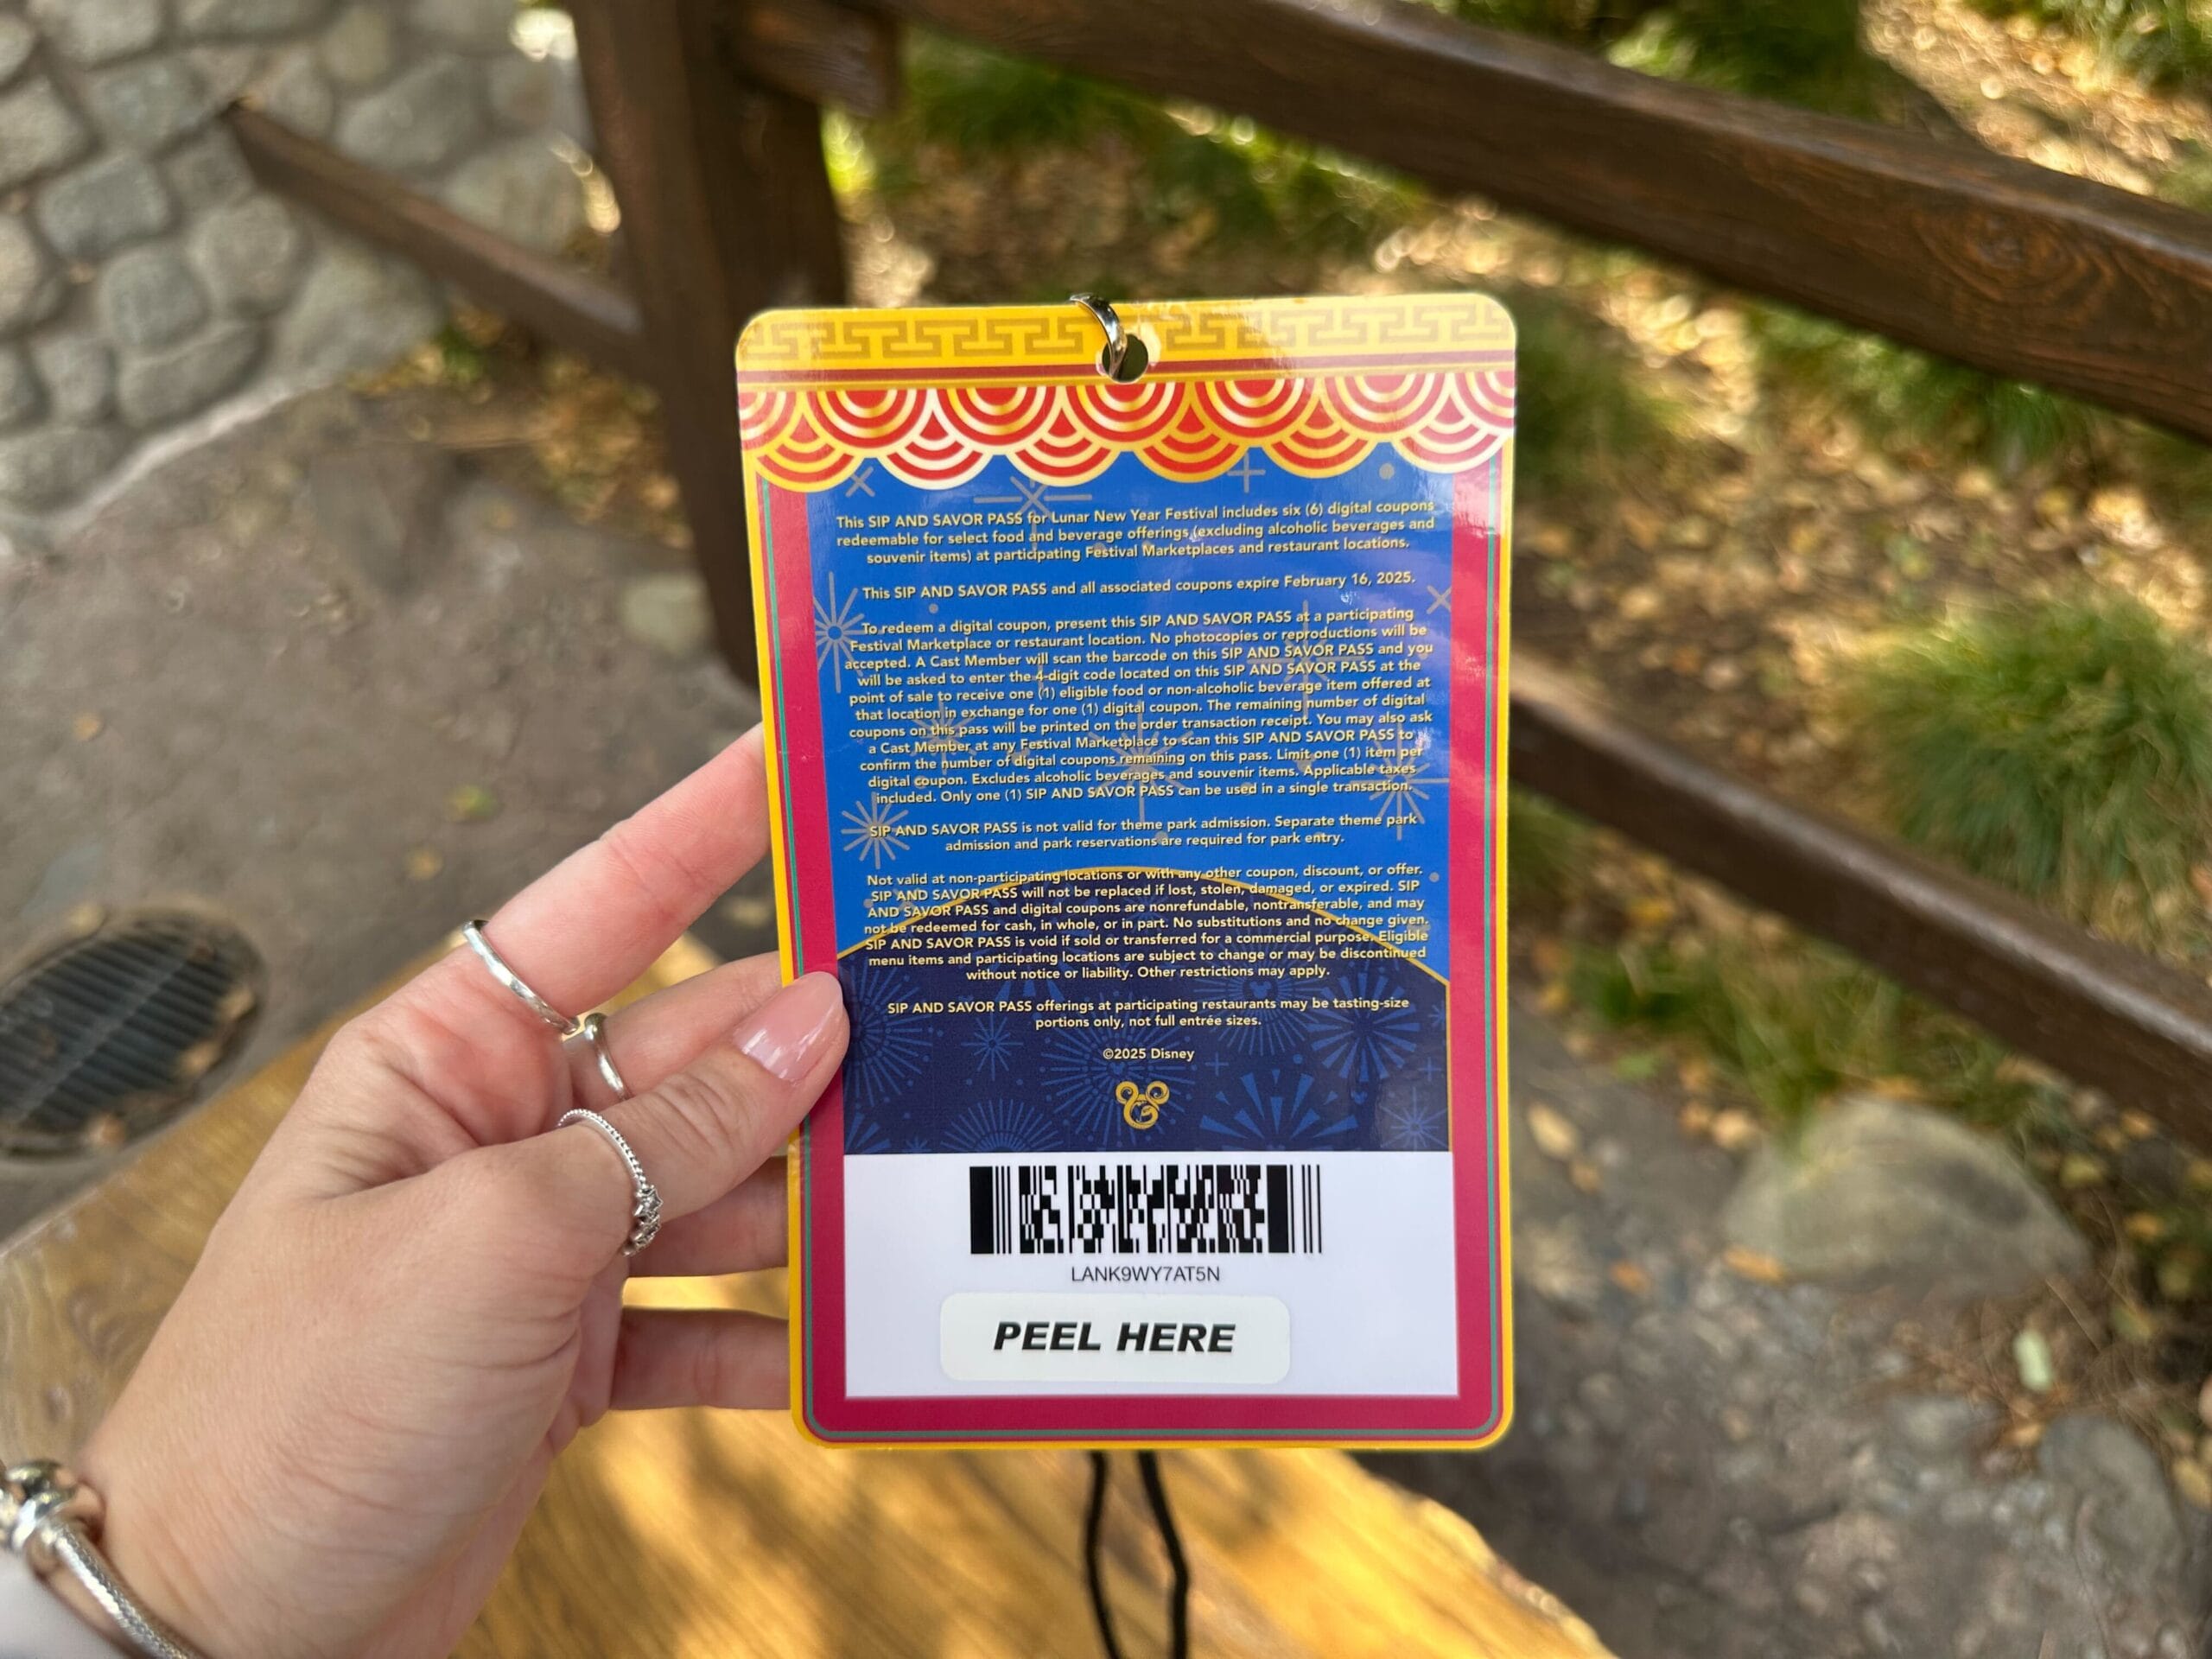 This SIP AND SAVOR PASS for Lunar New Year Festival includes six (6) digital coupons
redeemable for select food and beverage offerings (excluding alcoholic beverages and
souvenir items) at participating Festival Marketplaces and restaurant locations.
This SIP AND SAVOR PASS and all associated coupons expire February 16, 2025.
To redeem a digital coupon, present this SIP AND SAVOR PASS at a participating
Festival Marketplace or restaurant location. No photocopies or reproductions will be
accepted. A Cast Member will scan the barcode on this SIP AND SAVOR PASS and you
will be asked to enter the 4-digit code located on this SIP AND SAVOR PASS at the
point of sale to receive one (1) eligible food or non-alcoholic beverage item offered at
that location in exchange for one (1) digital coupon. The remaining number of digital
coupons on this pass will be printed on the order transaction receipt. You may also ask
a Cast Member at any Festival Marketplace to scan this SIP AND SAVOR PASS to
confirm the number of digital coupons remaining on this pass. Limit one (1) item per
digital coupon. Excludes alcoholic beverages and souvenir items. Applicable taxes
included. Only one (1) SIP AND SAVOR PASS can be used in a single transaction.
SIP AND SAVOR PASS is not valid for theme park admission. Separate theme park
admission and park reservations are required for park entry.
Not valid at non-participating locations or with any other coupon, discount, or offer.
SIP AND SAVOR PASS will not be replaced if lost, stolen, damaged, or expired. SIP
AND SAVOR PASS and digital coupons are nonrefundable, nontransferable, and may
not be redeemed for cash, in whole, or in part. No substitutions and no change given.
SIP AND SAVOR PASS is void if sold or transferred for a commercial purpose. Eligible
menu items and participating locations are subject to change or may be discontinued
without notice or liability. Other restrictions may apply.
SIP AND SAVOR PASS offerings at participating restaurants may be tasting-size
portions only, not full entrée sizes.
©2025 Disney
LANK9WY7AT5N
PEEL HERE